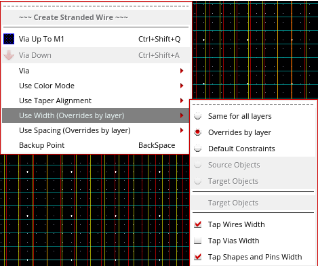 ~~~ Create Stranded Wire ~~~
Via Up To M1 Ctrl+Shift+Q
Via Down Ctrl+Shift+A
Via
Use Color Mode
Use Taper Alignment
Use Width (Overrides by layer)
Use Spacing (Overrides by layer)
Backup Point BackSpace
Same for all layers
Overrides by layer
Default Constraints
Source Objects
Target Objects
Target Objects
Tap Wires Width
Tap Vias Width
Tap Shapes and Pins Width